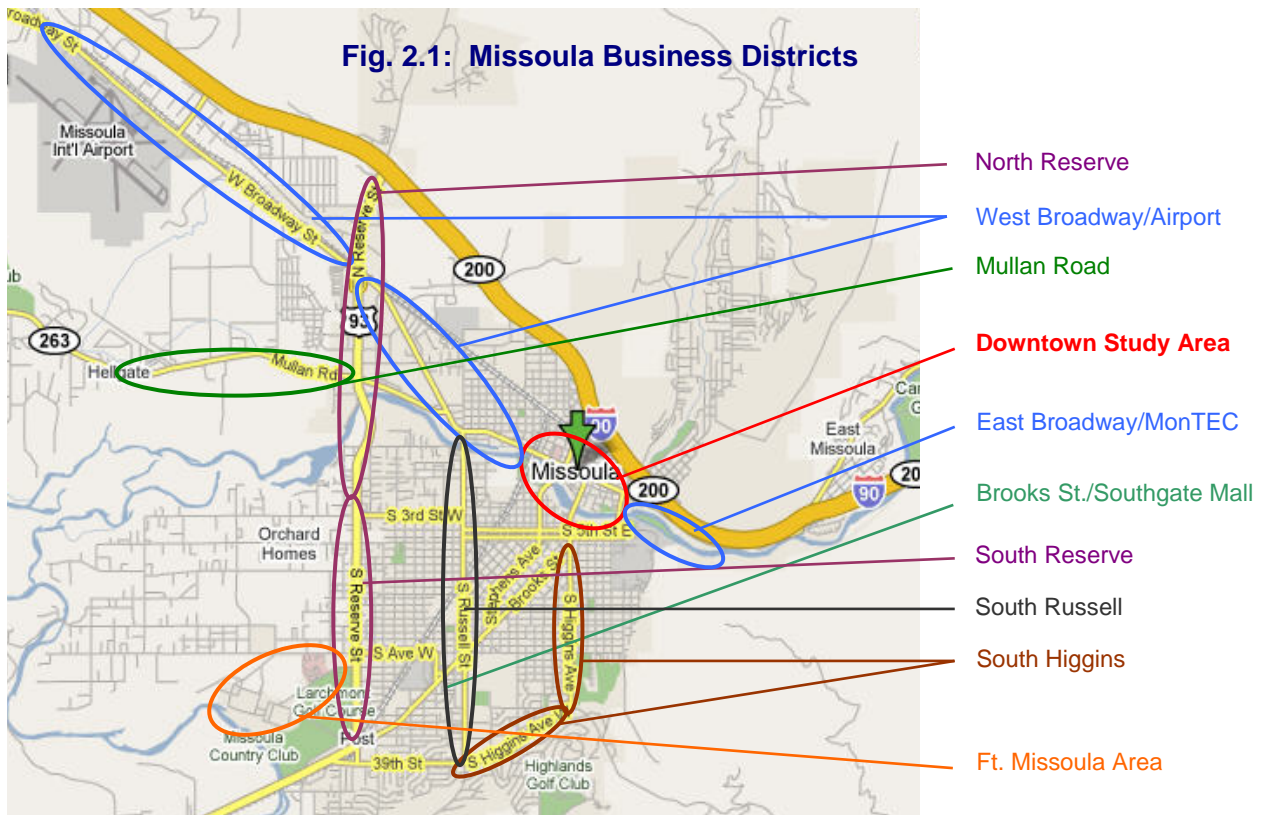 Fig. 2.1: Missoula Business Districts
Broadway St
Missoula
Int'l Airport
W Broadway St
N Reserve St
200
93
263
Hellgate
Mullan Rd
90
Missoula
200
East
Missoula
90
Orchard
Homes
S 3rd St W
S 5th St E
Stephens Ave
Brooks St
S Reserve St
S Russell St
S Higgins Ave
S Ave W
Larchmont
Golf Course
Missoula
Country Club
Post
39th St
S Higgins Ave
Highlands
Golf Club
North Reserve
West Broadway/Airport
Mullan Road
Downtown Study Area
East Broadway/MonTEC
Brooks St./Southgate Mall
South Reserve
South Russell
South Higgins
Ft. Missoula Area